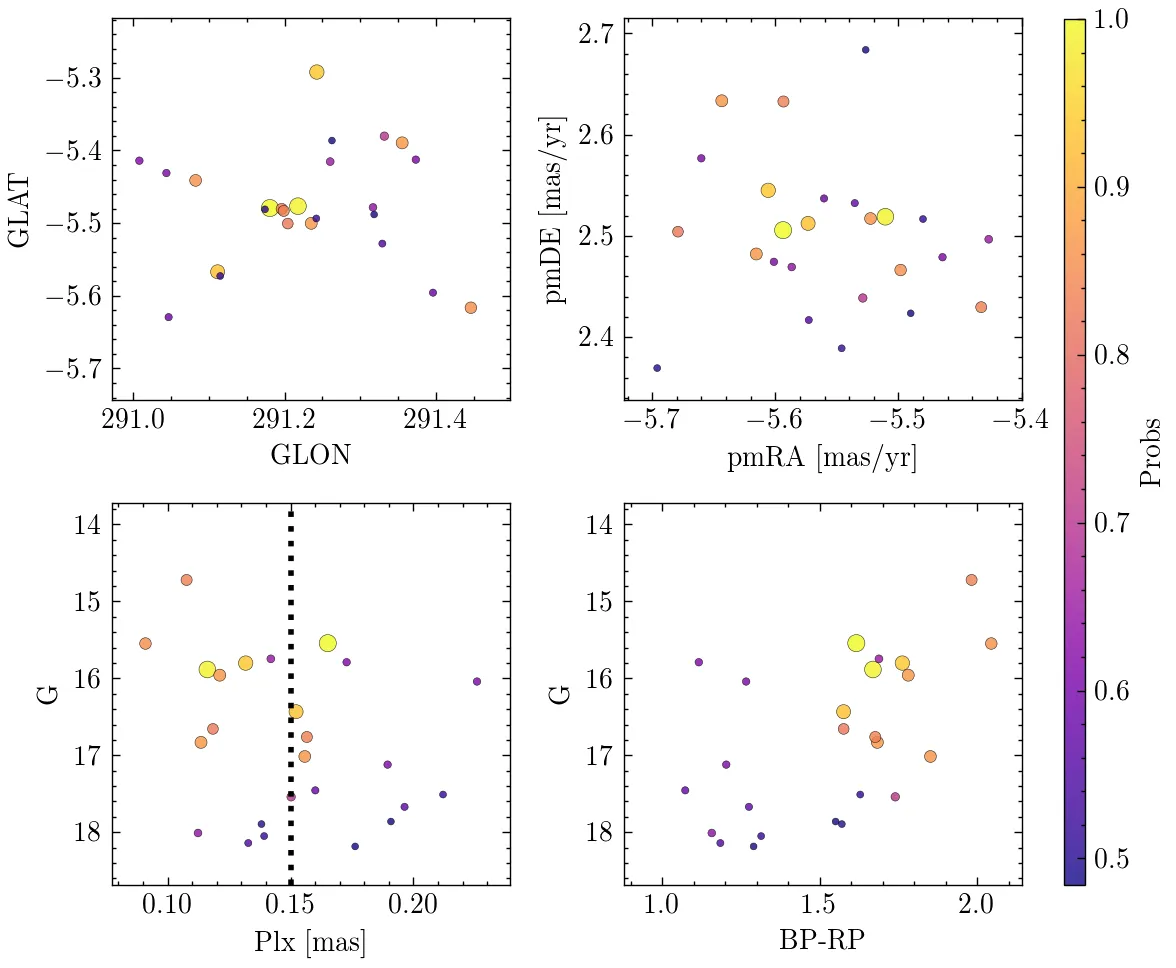 −5.3
−5.4
−5.5
−5.6
−5.7
GLAT
291.0 291.2 291.4
GLON
2.7
2.6
2.5
2.4
pmDE [mas/yr]
−5.7 −5.6 −5.5 −5.4
pmRA [mas/yr]
14
15
16
17
18
G
0.10 0.15 0.20
Plx [mas]
14
15
16
17
18
G
1.0 1.5 2.0
BP-RP
1.0
0.9
0.8
0.7
0.6
0.5
Probs